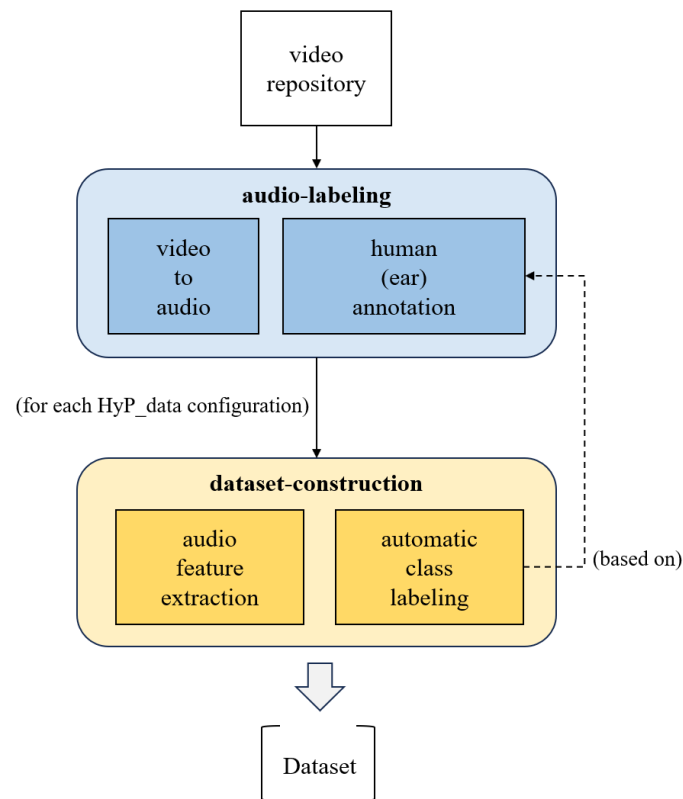 video
repository
audio-labeling
video
to
audio
human
(ear)
annotation
(for each HyP_data configuration)
dataset-construction
audio
feature
extraction
automatic
class
labeling
(based on)
Dataset